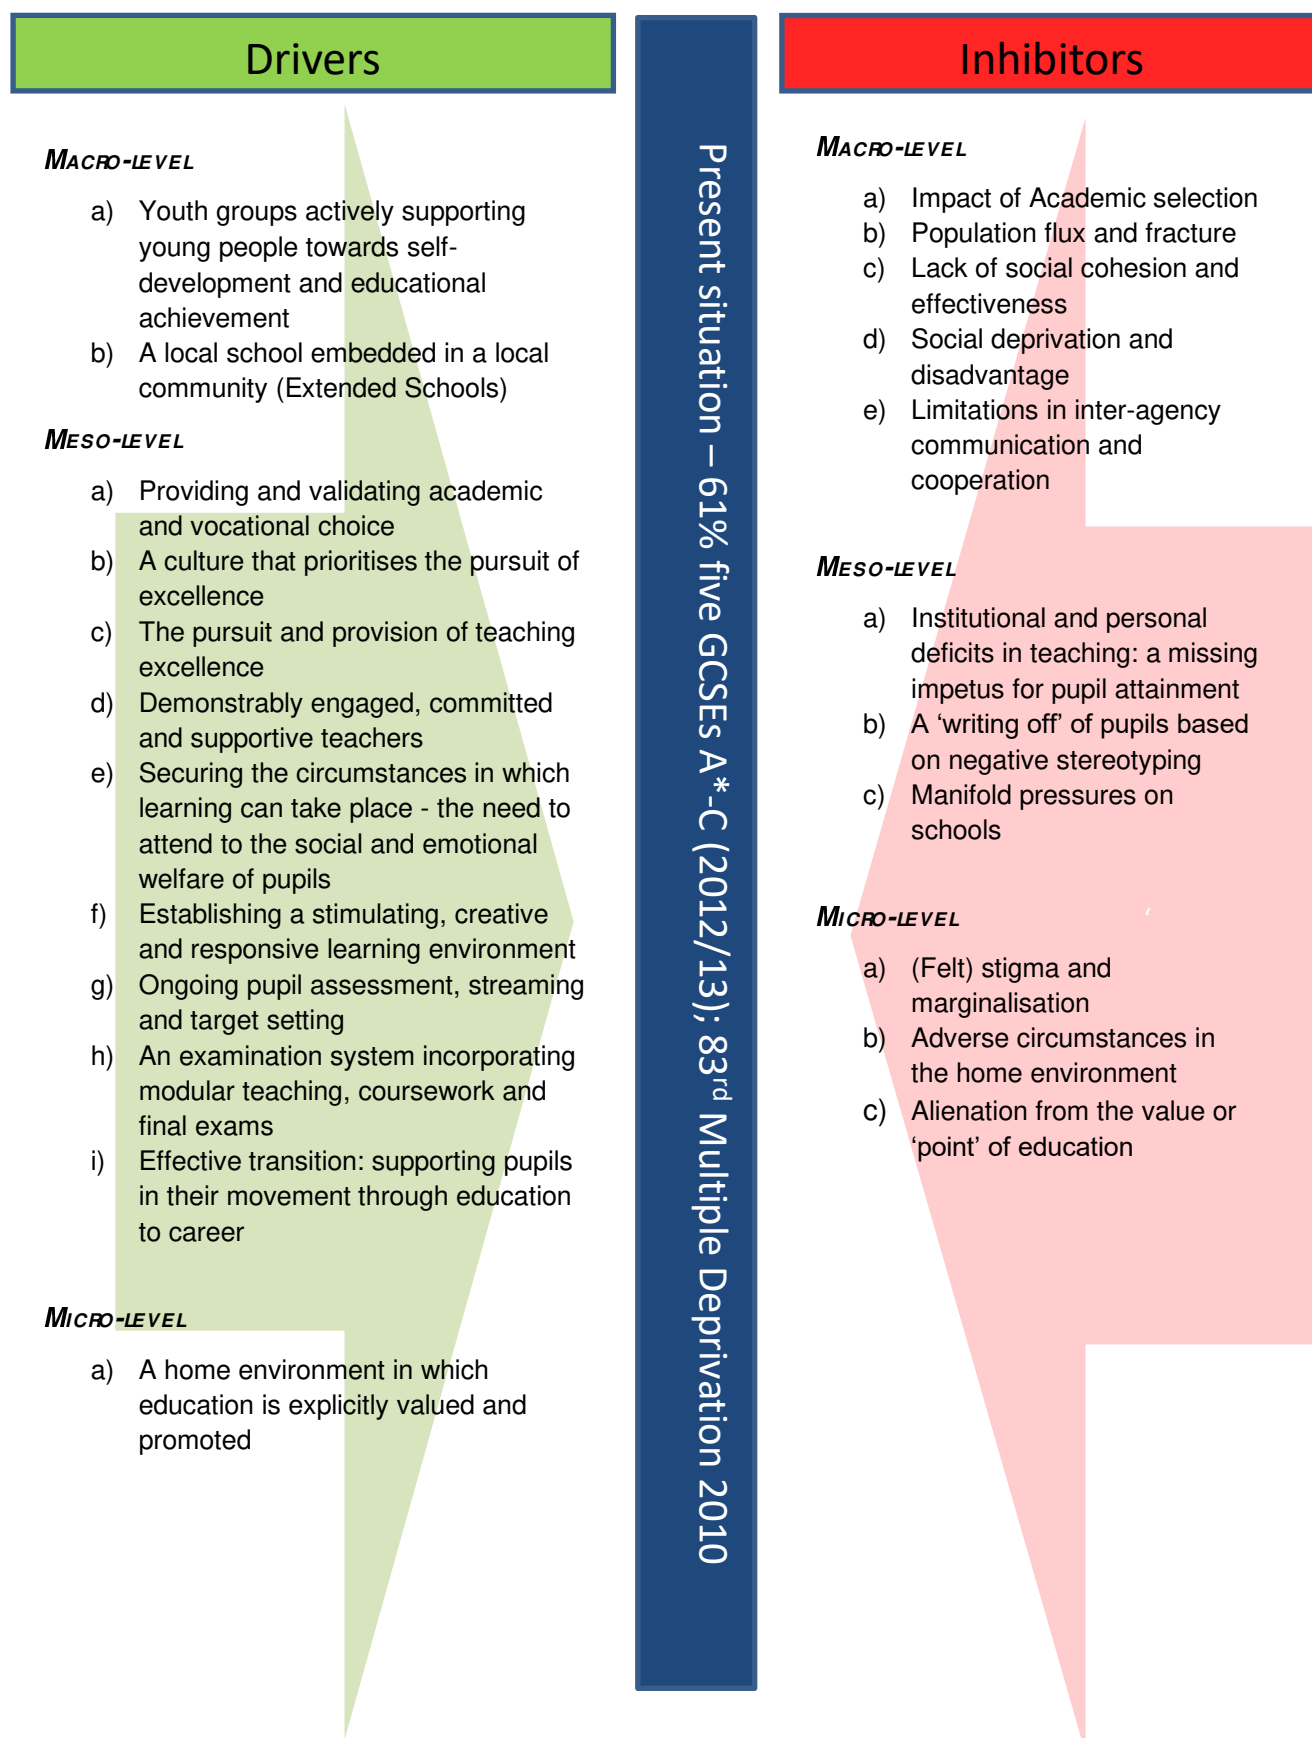 Drivers
MACRO-LEVEL
a) Youth groups actively supporting
young people towards self-
development and educational
achievement
b) A local school embedded in a local
community (Extended Schools)
MESO-LEVEL
a) Providing and validating academic
and vocational choice
b) A culture that prioritises the pursuit of
excellence
c) The pursuit and provision of teaching
excellence
d) Demonstrably engaged, committed
and supportive teachers
e) Securing the circumstances in which
learning can take place - the need to
attend to the social and emotional
welfare of pupils
f) Establishing a stimulating, creative
and responsive learning environment
g) Ongoing pupil assessment, streaming
and target setting
h) An examination system incorporating
modular teaching, coursework and
final exams
i) Effective transition: supporting pupils
in their movement through education
to career
MICRO-LEVEL
a) A home environment in which
education is explicitly valued and
promoted
Present situation – 61% five GCSEs A*-C (2012/13); 83rd Multiple Deprivation 2010
Inhibitors
MACRO-LEVEL
a) Impact of Academic selection
b) Population flux and fracture
c) Lack of social cohesion and
effectiveness
d) Social deprivation and
disadvantage
e) Limitations in inter-agency
communication and
cooperation
MESO-LEVEL
a) Institutional and personal
deficits in teaching: a missing
impetus for pupil attainment
b) A ‘writing off’ of pupils based
on negative stereotyping
c) Manifold pressures on
schools
‘
MICRO-LEVEL
a) (Felt) stigma and
marginalisation
b) Adverse circumstances in
the home environment
c) Alienation from the value or
‘point’ of education